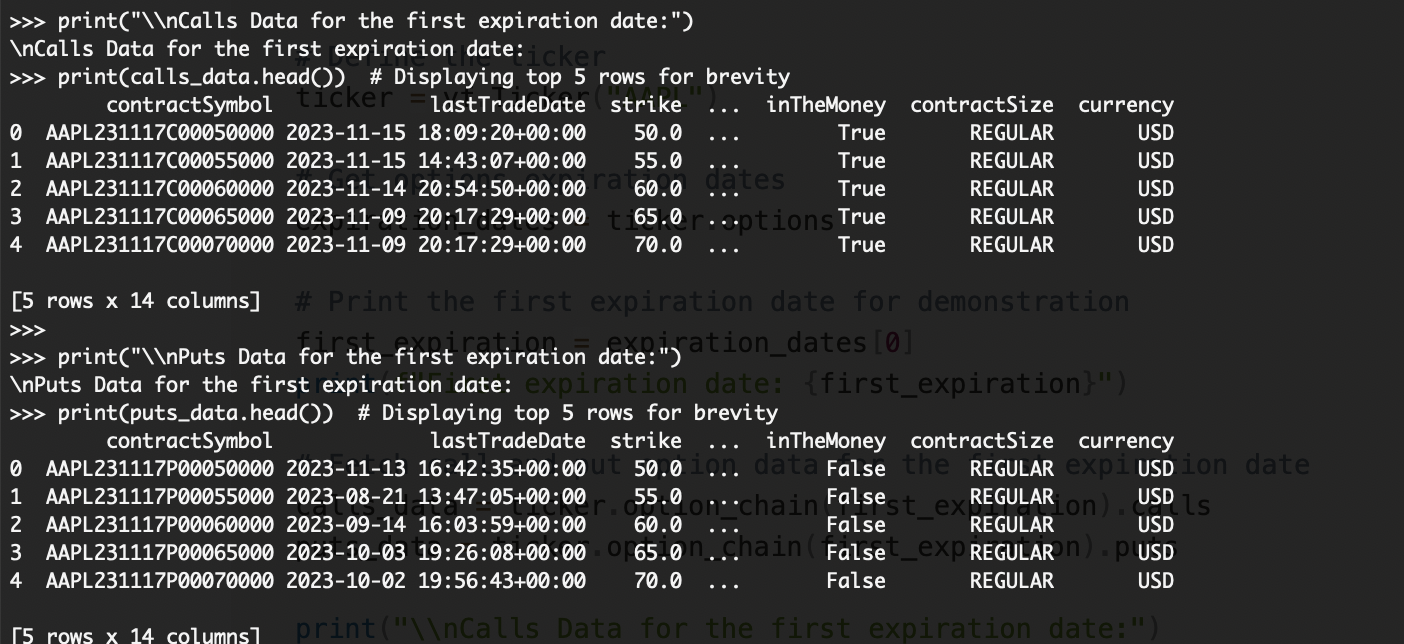 >>> print("\\nCalls Data for the first expiration date:")
\nCalls Data for the first expiration date:
>>> print(calls_data.head())  # Displaying top 5 rows for brevity
        contractSymbol             lastTradeDate  strike  ...  inTheMoney  contractSize  currency
0  AAPL231117C00050000 2023-11-15 18:09:20+00:00    50.0  ...        True       REGULAR       USD
1  AAPL231117C00055000 2023-11-15 14:43:07+00:00    55.0  ...        True       REGULAR       USD
2  AAPL231117C00060000 2023-11-14 20:54:50+00:00    60.0  ...        True       REGULAR       USD
3  AAPL231117C00065000 2023-11-09 20:17:29+00:00    65.0  ...        True       REGULAR       USD
4  AAPL231117C00070000 2023-11-09 20:17:29+00:00    70.0  ...        True       REGULAR       USD
[5 rows x 14 columns]
>>>
>>> print("\\nPuts Data for the first expiration date:")
\nPuts Data for the first expiration date:
>>> print(puts_data.head())  # Displaying top 5 rows for brevity
        contractSymbol             lastTradeDate  strike  ...  inTheMoney  contractSize  currency
0  AAPL231117P00050000 2023-11-13 16:42:35+00:00    50.0  ...       False       REGULAR       USD
1  AAPL231117P00055000 2023-08-21 13:47:05+00:00    55.0  ...       False       REGULAR       USD
2  AAPL231117P00060000 2023-09-14 16:03:59+00:00    60.0  ...       False       REGULAR       USD
3  AAPL231117P00065000 2023-10-03 19:26:08+00:00    65.0  ...       False       REGULAR       USD
4  AAPL231117P00070000 2023-10-02 19:56:43+00:00    70.0  ...       False       REGULAR       USD
[5 rows x 14 columns]
# Define the ticker
ticker = yf.Ticker("AAPL")
# Get options expiration dates
expiration_dates = ticker.options
# Print the first expiration date for demonstration
first_expiration = expiration_dates[0]
print(f"First expiration date: {first_expiration}")
# Fetch call and put option data for the first expiration date
calls_data = ticker.option_chain(first_expiration).calls
puts_data = ticker.option_chain(first_expiration).puts
print("\\nCalls Data for the first expiration date:")